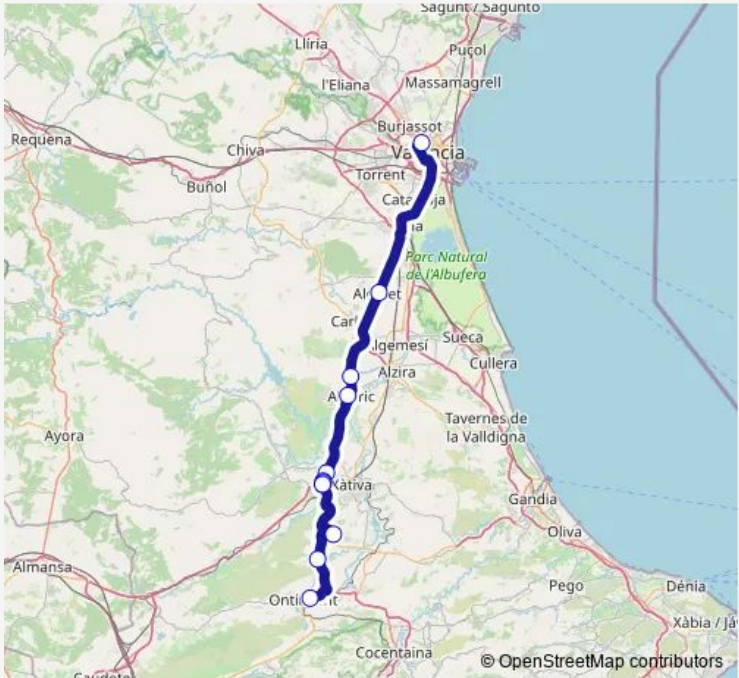 Sagunt / Sagunto
Llíria
Puçol
l'Eliana
Massamagrell
Burjassot
Requena
Chiva
València
Torrent
Buñol
Parc Natural
de l'Albufera
Sueca
Cullera
Alzira
Ayora
Tavernes de
la Valldigna
Xàtiva
Gandia
Oliva
Almansa
Pego
Dénia
Cocentaina
© OpenStreetMap contributors